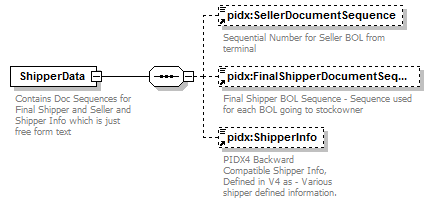 pidx:SellerDocumentSequence
Sequential Number for Seller BOL from
terminal
ShipperData
Contains Doc Sequences for
Final Shipper and Seller and
Shipper Info which is just
free form text
pidx:FinalShipperDocumentSeq...
Final Shipper BOL Sequence - Sequence used
for each BOL going to stockowner
pidx:ShipperInfo
PIDX4 Backward
Compatible Shipper Info,
Defined in V4 as - Various
shipper defined information.